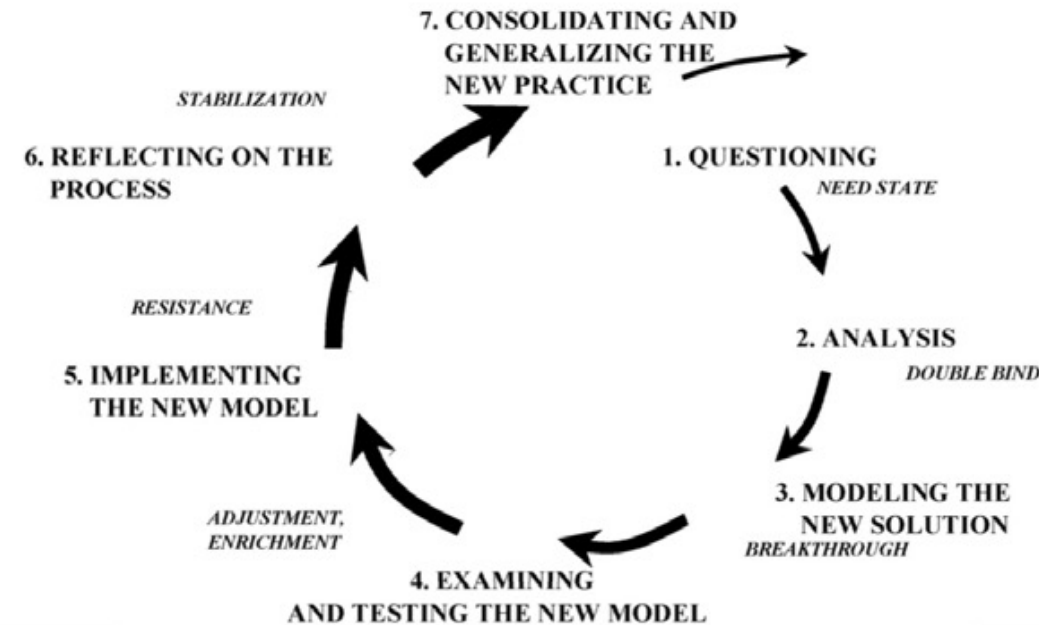 7. CONSOLIDATING AND
GENERALIZING THE
NEW PRACTICE
STABILIZATION
6. REFLECTING ON THE
PROCESS
1. QUESTIONING
NEED STATE
RESISTANCE
2. ANALYSIS
DOUBLE BIND
5. IMPLEMENTING
THE NEW MODEL
3. MODELING THE
NEW SOLUTION
BREAKTHROUGH
ADJUSTMENT,
ENRICHMENT
4. EXAMINING
AND TESTING THE NEW MODEL